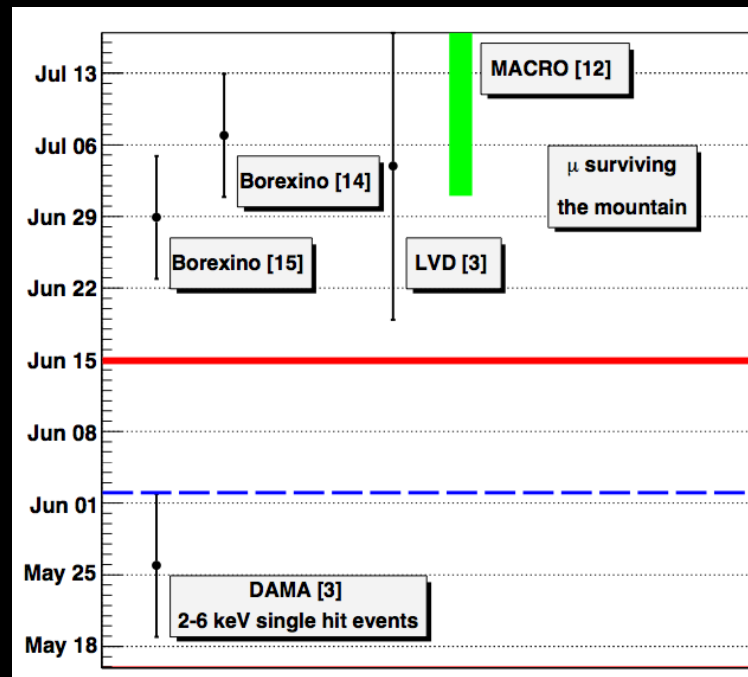 Jul 13
MACRO [12]
Jul 06
μ surviving
the mountain
Borexino [14]
Jun 29
Borexino [15]
LVD [3]
Jun 22
Jun 15
Jun 08
Jun 01
May 25
DAMA [3]
2-6 keV single hit events
May 18